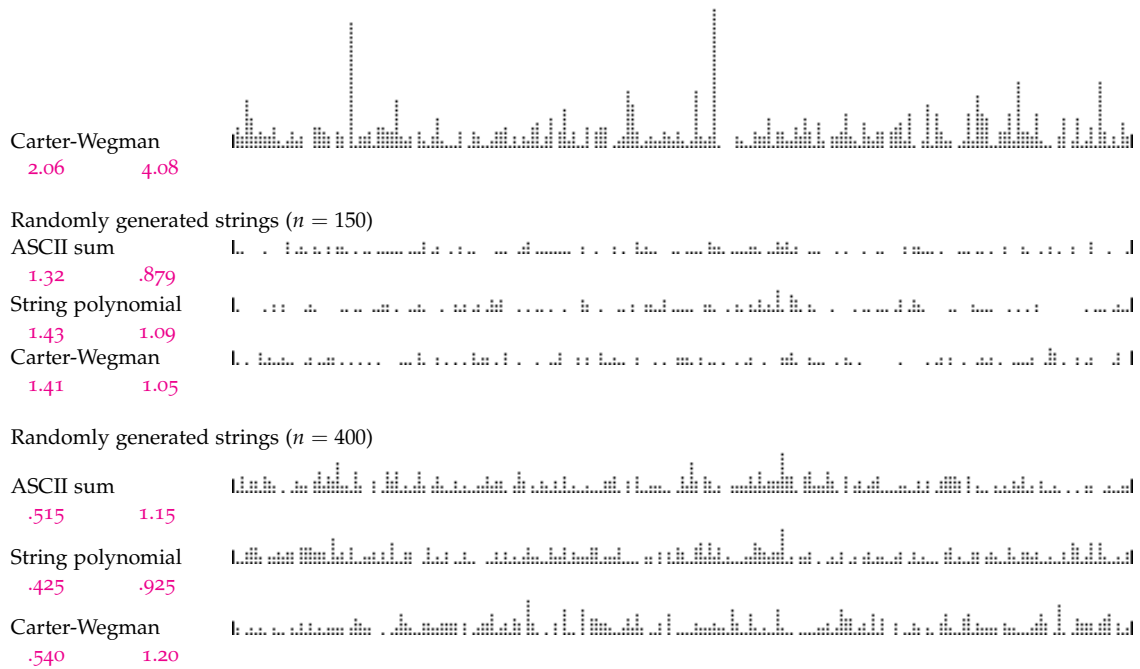 Carter-Wegman
2.06 4.08
Randomly generated strings (n = 150)
ASCII sum
1.32 .879
String polynomial
1.43 1.09
Carter-Wegman
1.41 1.05
Randomly generated strings (n = 400)
ASCII sum
.515 1.15
String polynomial
.425 .925
Carter-Wegman
.540 1.20